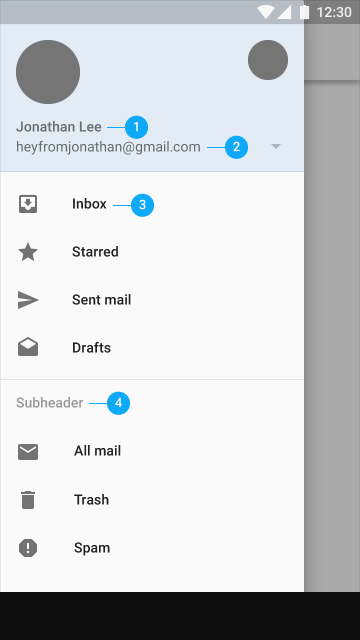 12:30
Jonathan Lee 1
heyfromjonathan@gmail.com 2
Inbox 3
Starred
Sent mail
Drafts
Subheader 4
All mail
Trash
Spam